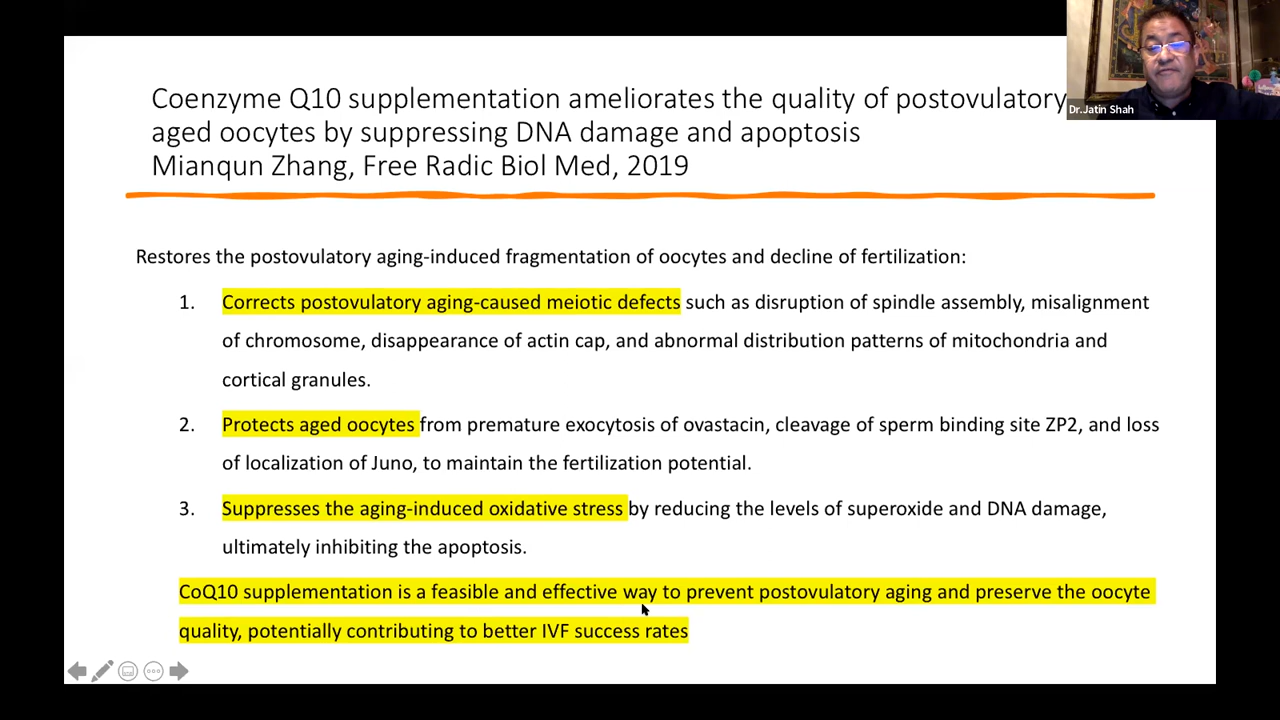 Coenzyme Q10 supplementation ameliorates the quality of postovulatory
aged oocytes by suppressing DNA damage and apoptosis
Mianqun Zhang, Free Radic Biol Med, 2019
Dr.Jatin Shah
Restores the postovulatory aging-induced fragmentation of oocytes and decline of fertilization:
1. Corrects postovulatory aging-caused meiotic defects such as disruption of spindle assembly, misalignment
of chromosome, disappearance of actin cap, and abnormal distribution patterns of mitochondria and
cortical granules.
2. Protects aged oocytes from premature exocytosis of ovastacin, cleavage of sperm binding site ZP2, and loss
of localization of Juno, to maintain the fertilization potential.
3. Suppresses the aging-induced oxidative stress by reducing the levels of superoxide and DNA damage,
ultimately inhibiting the apoptosis.
CoQ10 supplementation is a feasible and effective way to prevent postovulatory aging and preserve the oocyte
quality, potentially contributing to better IVF success rates